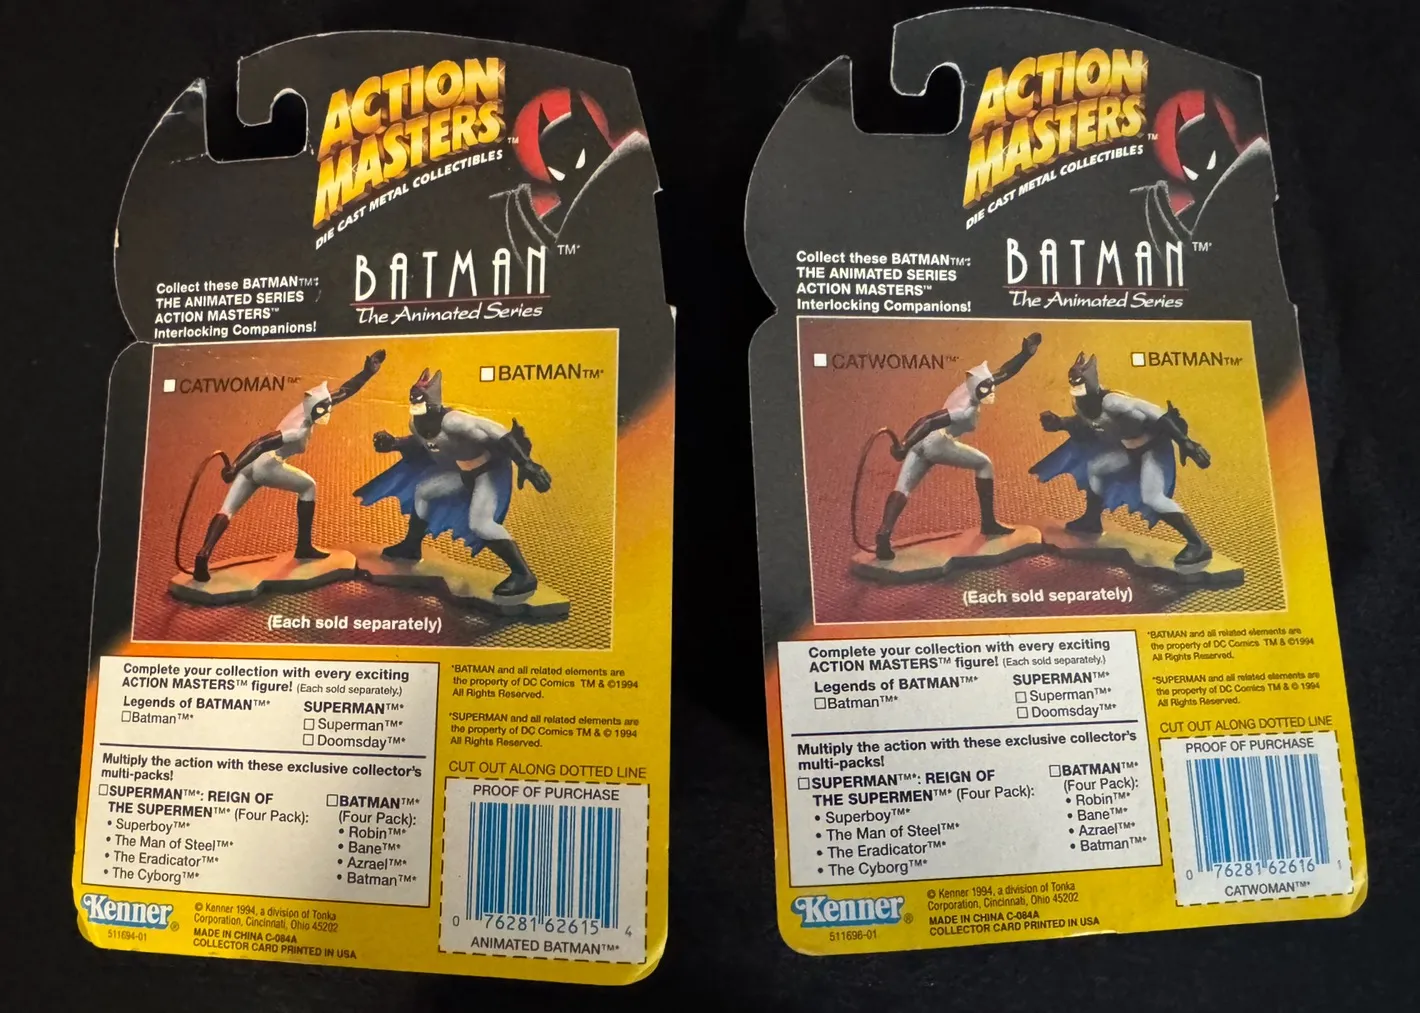 ACTION
MASTERS™
DIE CAST METAL COLLECTIBLES
BATMAN™*
The Animated Series
Collect these BATMAN™*:
THE ANIMATED SERIES
ACTION MASTERS™
Interlocking Companions!
CATWOMAN™*
BATMAN™*
(Each sold separately)
Complete your collection with every exciting
ACTION MASTERS™ figure! (Each sold separately.)
Legends of BATMAN™*
Batman™*
SUPERMAN™*
Superman™*
Doomsday™*
Multiply the action with these exclusive collector's
multi-packs!
SUPERMAN™*: REIGN OF
THE SUPERMEN™* (Four Pack):
• Superboy™*
• The Man of Steel™*
• The Eradicator™*
• The Cyborg™*
BATMAN™*
(Four Pack):
• Robin™*
• Bane™*
• Azrael™*
• Batman™*
*BATMAN and all related elements are
the property of DC Comics TM & ©1994
All Rights Reserved.
*SUPERMAN and all related elements are
the property of DC Comics TM & © 1994
All Rights Reserved.
CUT OUT ALONG DOTTED LINE
PROOF OF PURCHASE
0 76281 62615 4
ANIMATED BATMAN™*
Kenner®
511694-01
© Kenner 1994, a division of Tonka
Corporation, Cincinnati, Ohio 45202
MADE IN CHINA C-084A
COLLECTOR CARD PRINTED IN USA
ACTION
MASTERS™
DIE CAST METAL COLLECTIBLES
BATMAN™*
The Animated Series
Collect these BATMAN™*:
THE ANIMATED SERIES
ACTION MASTERS™
Interlocking Companions!
CATWOMAN™*
BATMAN™*
(Each sold separately)
Complete your collection with every exciting
ACTION MASTERS™ figure! (Each sold separately.)
Legends of BATMAN™*
Batman™*
SUPERMAN™*
Superman™*
Doomsday™*
Multiply the action with these exclusive collector's
multi-packs!
SUPERMAN™*: REIGN OF
THE SUPERMEN™* (Four Pack):
• Superboy™*
• The Man of Steel™*
• The Eradicator™*
• The Cyborg™*
BATMAN™*
(Four Pack):
• Robin™*
• Bane™*
• Azrael™*
• Batman™*
*BATMAN and all related elements are
the property of DC Comics TM & ©1994
All Rights Reserved.
*SUPERMAN and all related elements are
the property of DC Comics TM & © 1994
All Rights Reserved.
CUT OUT ALONG DOTTED LINE
PROOF OF PURCHASE
0 76281 62616 1
CATWOMAN™*
Kenner®
511696-01
© Kenner 1994, a division of Tonka
Corporation, Cincinnati, Ohio 45202
MADE IN CHINA C-084A
COLLECTOR CARD PRINTED IN USA